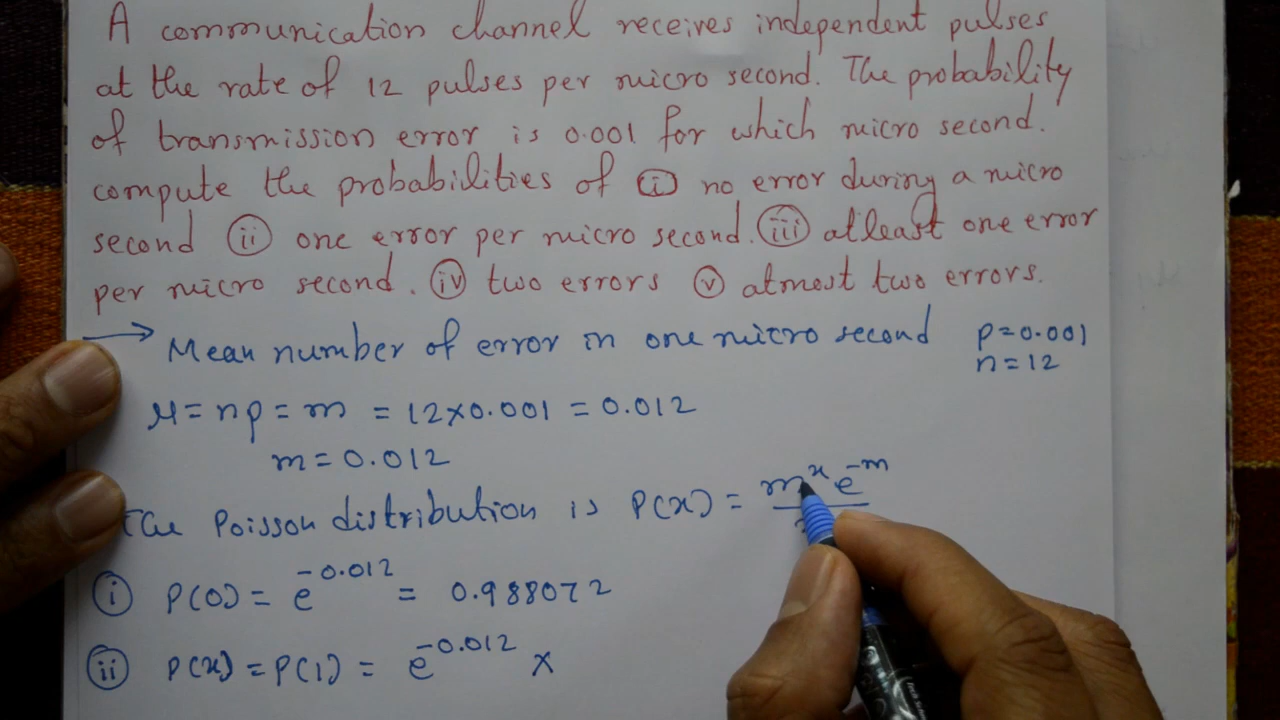 A communication channel receives independent pulses
at the rate of 12 pulses per micro second. The probability
of transmission error is 0.001 for which micro second.
compute the probabilities of (i) no error during a micro
second (ii) one error per micro second. (iii) atleast one error
per micro second. (iv) two errors (v) atmost two errors.
→ Mean number of error in one micro second p=0.001
n=12
μ=np=m = 12×0.001 = 0.012
m=0.012
The Poisson distribution is P(x) = m^x e^-m
(i) P(0) = e^-0.012 = 0.988072
(ii) P(x) = P(1) = e^-0.012 ×